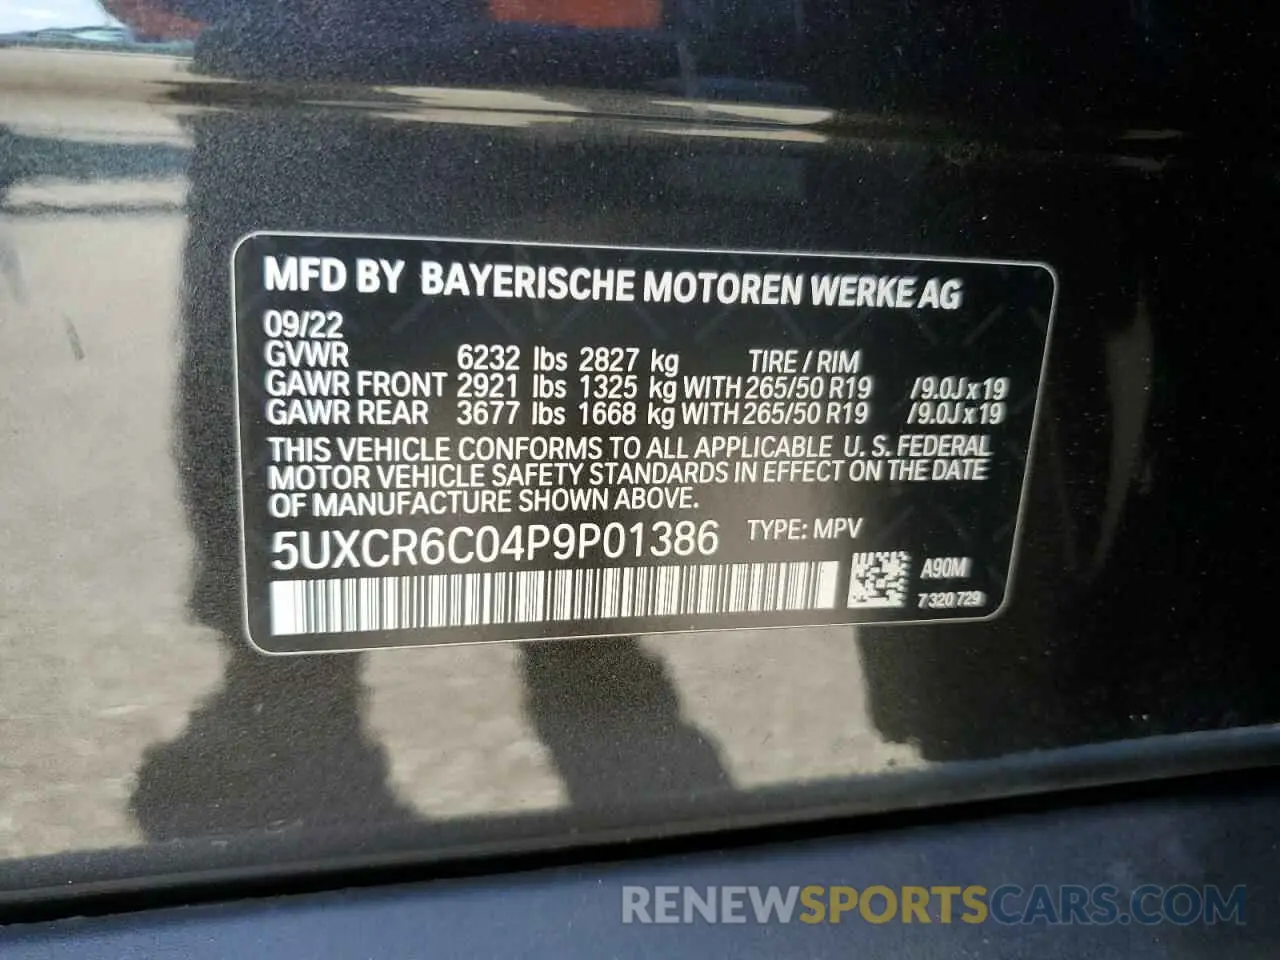 MFD BY BAYERISCHE MOTOREN WERKE AG
09/22
GVWR 6232 lbs 2827 kg TIRE / RIM
GAWR FRONT 2921 lbs 1325 kg WITH 265/50 R19 /9.0J x 19
GAWR REAR 3677 lbs 1668 kg WITH 265/50 R19 /9.0J x 19
THIS VEHICLE CONFORMS TO ALL APPLICABLE U. S. FEDERAL
MOTOR VEHICLE SAFETY STANDARDS IN EFFECT ON THE DATE
OF MANUFACTURE SHOWN ABOVE.
5UXCR6C04P9P01386 TYPE: MPV
A90M
7 320 729
RENEWSPORTSCARS.COM